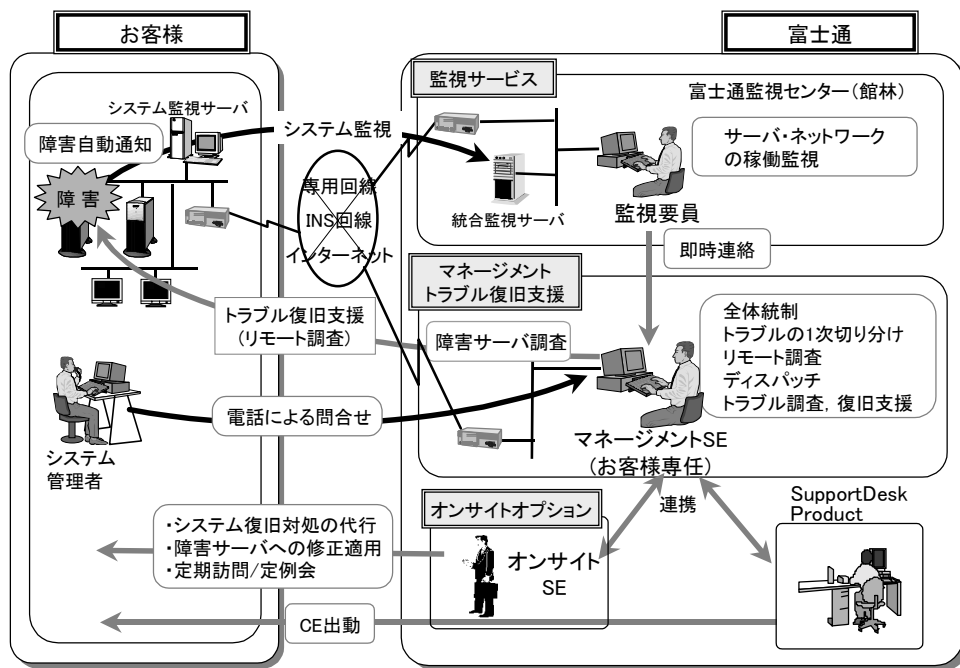 お客様
富士通
システム監視サーバ
障害自動通知
障害
システム監視
専用回線
INS回線
インターネット
監視サービス
富士通監視センター(館林)
サーバ・ネットワーク
の稼働監視
統合監視サーバ
監視要員
即時連絡
マネージメント
トラブル復旧支援
トラブル復旧支援
(リモート調査)
障害サーバ調査
全体統制
トラブルの1次切り分け
リモート調査
ディスパッチ
トラブル調査，復旧支援
電話による問合せ
システム
管理者
マネージメントSE
(お客様専任)
連携
SupportDesk
Product
オンサイトオプション
オンサイト
SE
・システム復旧対処の代行
・障害サーバへの修正適用
・定期訪問/定例会
CE出動